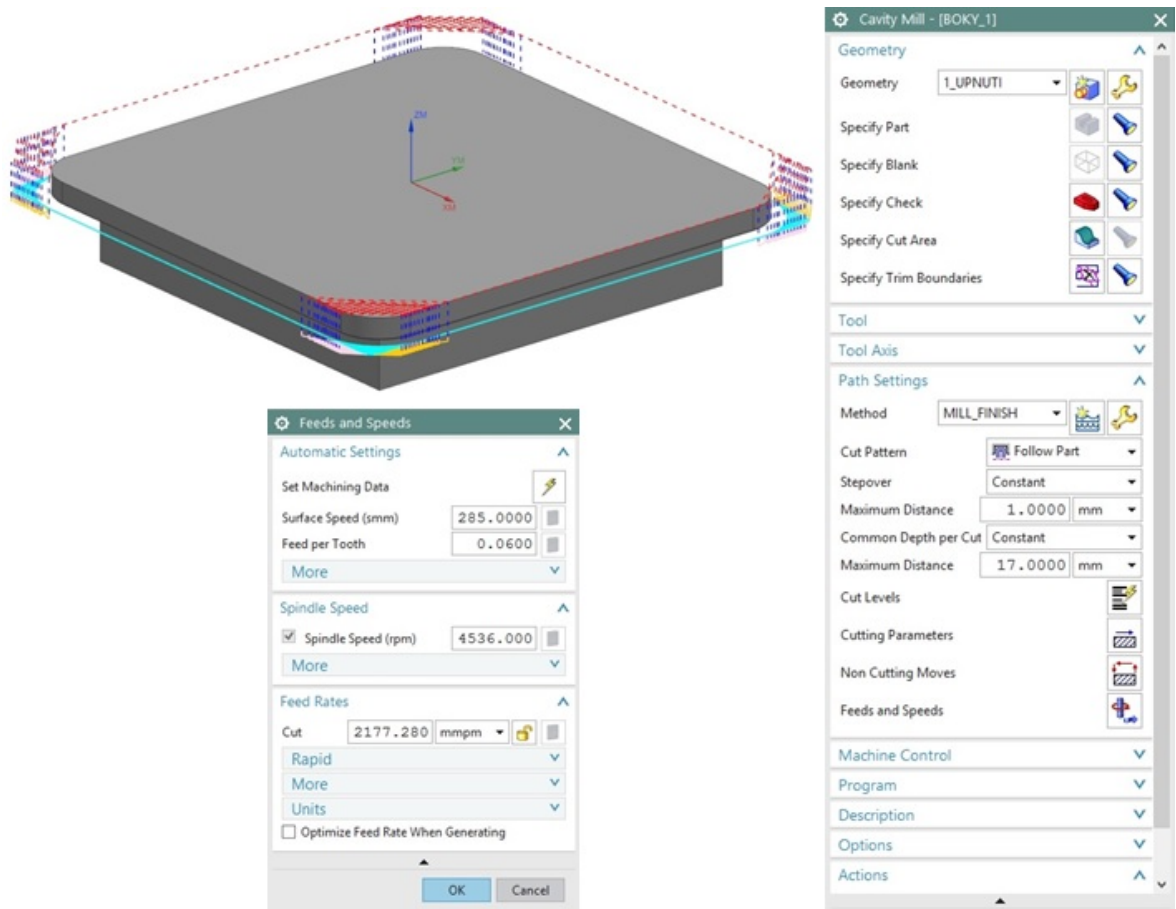 ZM
YM
XM
Cavity Mill - [BOKY_1]
Geometry
Geometry 1_UPNUTI
Specify Part
Specify Blank
Specify Check
Specify Cut Area
Specify Trim Boundaries
Tool
Tool Axis
Path Settings
Method MILL_FINISH
Cut Pattern Follow Part
Stepover Constant
Maximum Distance 1.0000 mm
Common Depth per Cut Constant
Maximum Distance 17.0000 mm
Cut Levels
Cutting Parameters
Non Cutting Moves
Feeds and Speeds
Machine Control
Program
Description
Options
Actions
Feeds and Speeds
Automatic Settings
Set Machining Data
Surface Speed (smm) 285.0000
Feed per Tooth 0.0600
More
Spindle Speed
Spindle Speed (rpm) 4536.000
More
Feed Rates
Cut 2177.280 mmpm
Rapid
More
Units
Optimize Feed Rate When Generating
OK Cancel